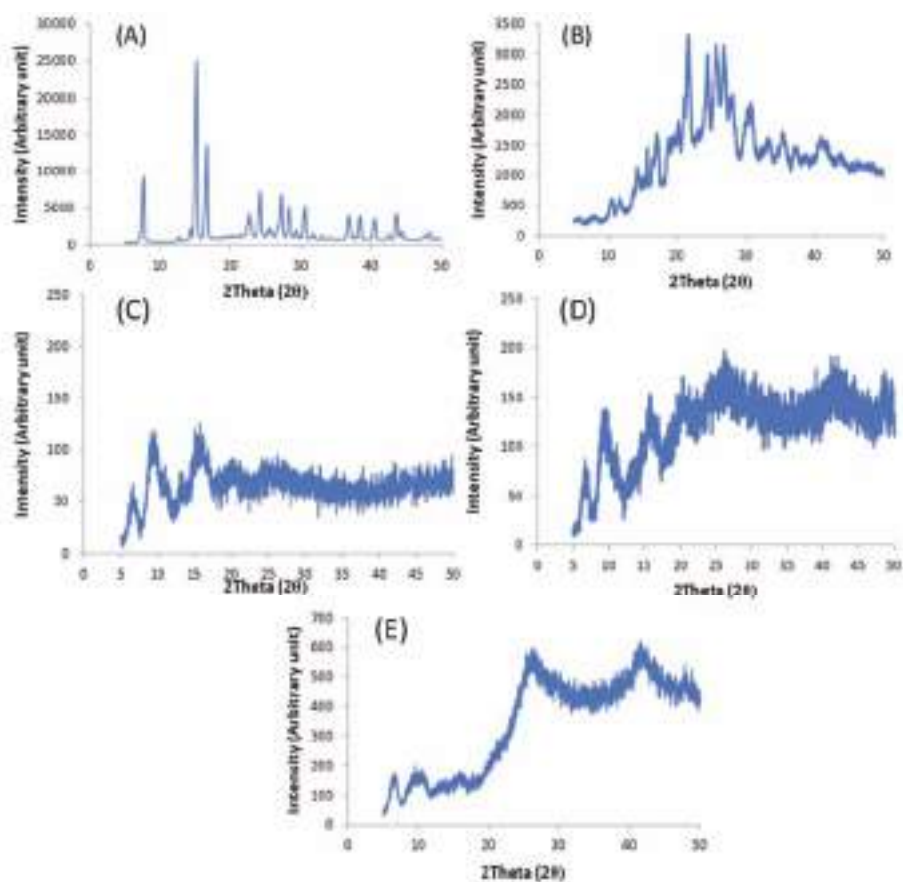 (A)
Intensity (Arbitrary unit)
30000
25000
20000
15000
10000
5000
0
0 10 20 30 40 50
2Theta (2θ)
(B)
Intensity (Arbitrary unit)
3500
3000
2500
2000
1500
1000
500
0
0 10 20 30 40 50
2Theta (2θ)
(C)
Intensity (Arbitrary unit)
250
200
150
100
50
0
0 5 10 15 20 25 30 35 40 45 50
2Theta (2θ)
(D)
Intensity (Arbitrary unit)
250
200
150
100
50
0
0 5 10 15 20 25 30 35 40 45 50
2Theta (2θ)
(E)
Intensity (Arbitrary unit)
700
600
500
400
300
200
100
0
0 10 20 30 40 50
2Theta (2θ)